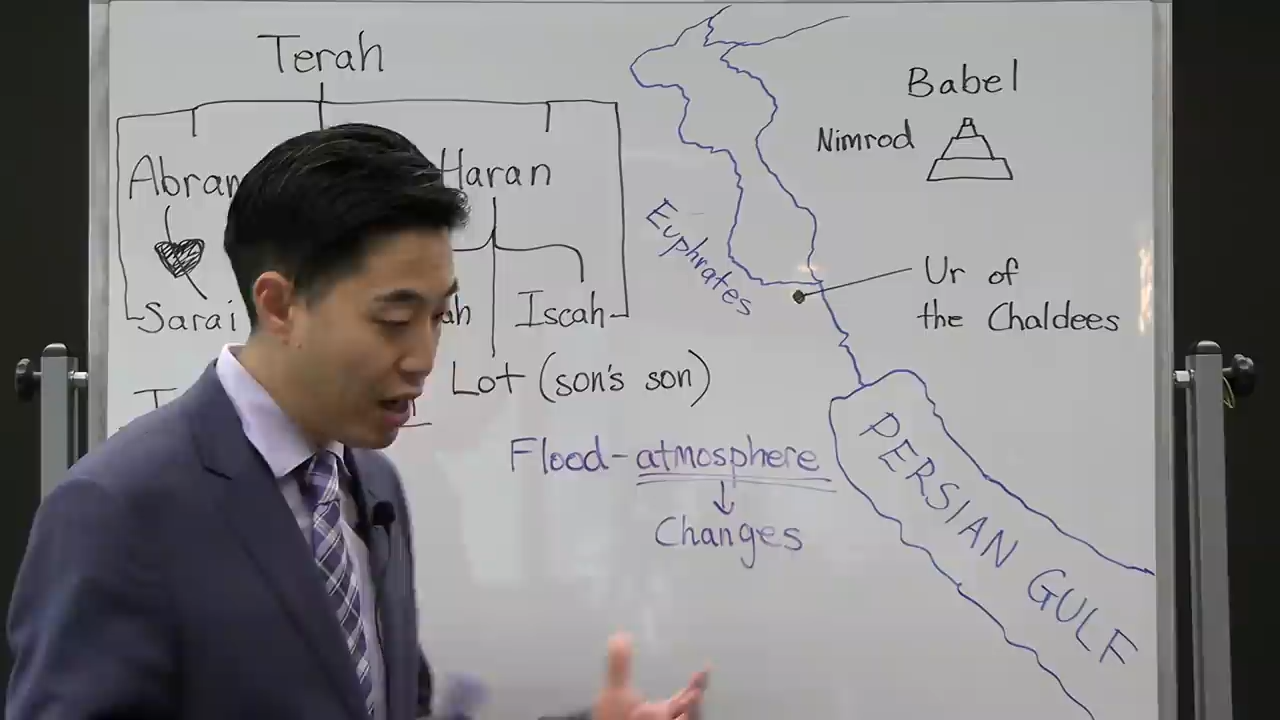 Terah
Haran
Sarai
Iscah
Lot (son's son)
Flood - atmosphere
Changes
Euphrates
Babel
Nimrod
Ur of
the Chaldees
PERSIAN GULF